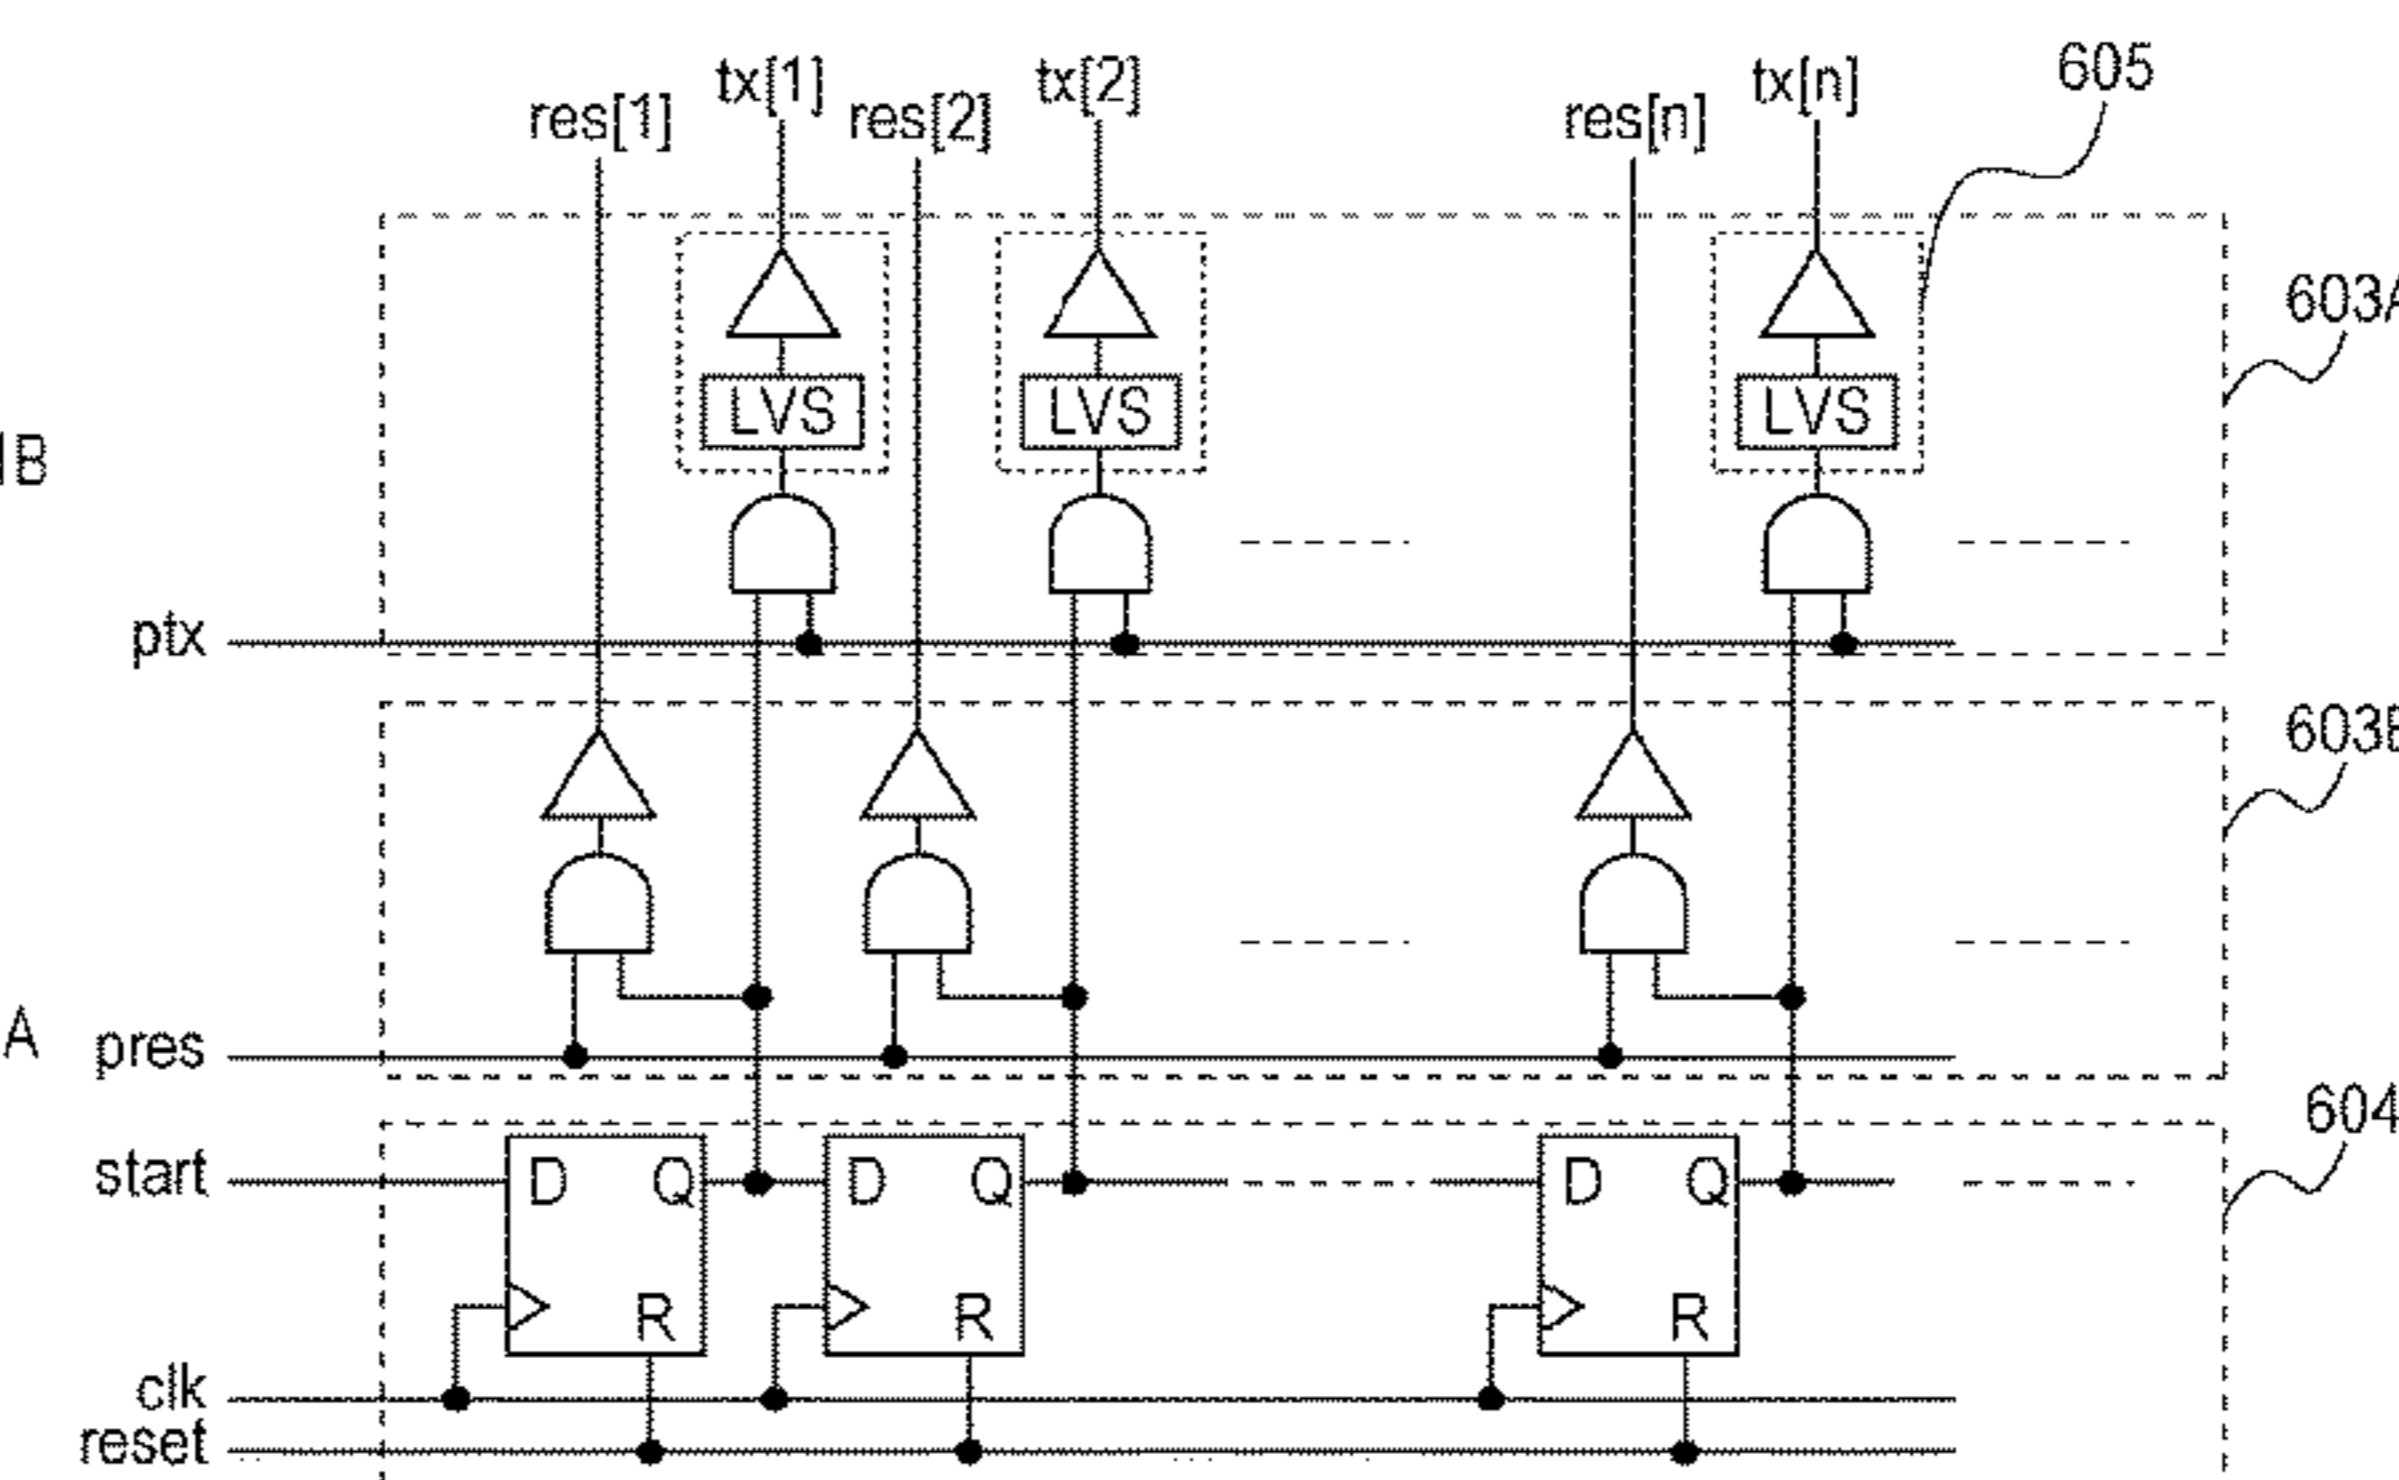 tx[1] tx[2] tx[n] 605
res[1] res[2] res[n]
603A
LVS LVS LVS
IB
ptx
603B
A pres
604
start D Q D Q D Q
R R R
clk
reset